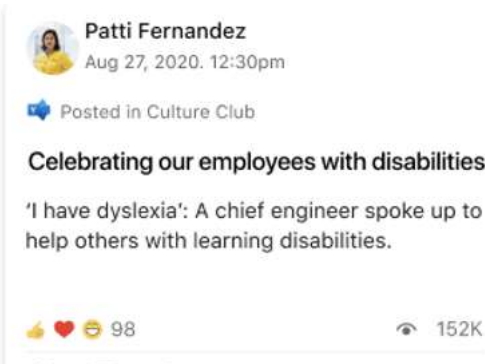 Patti Fernandez
Aug 27, 2020. 12:30pm
Posted in Culture Club
Celebrating our employees with disabilities
'I have dyslexia': A chief engineer spoke up to
help others with learning disabilities.
98 152K